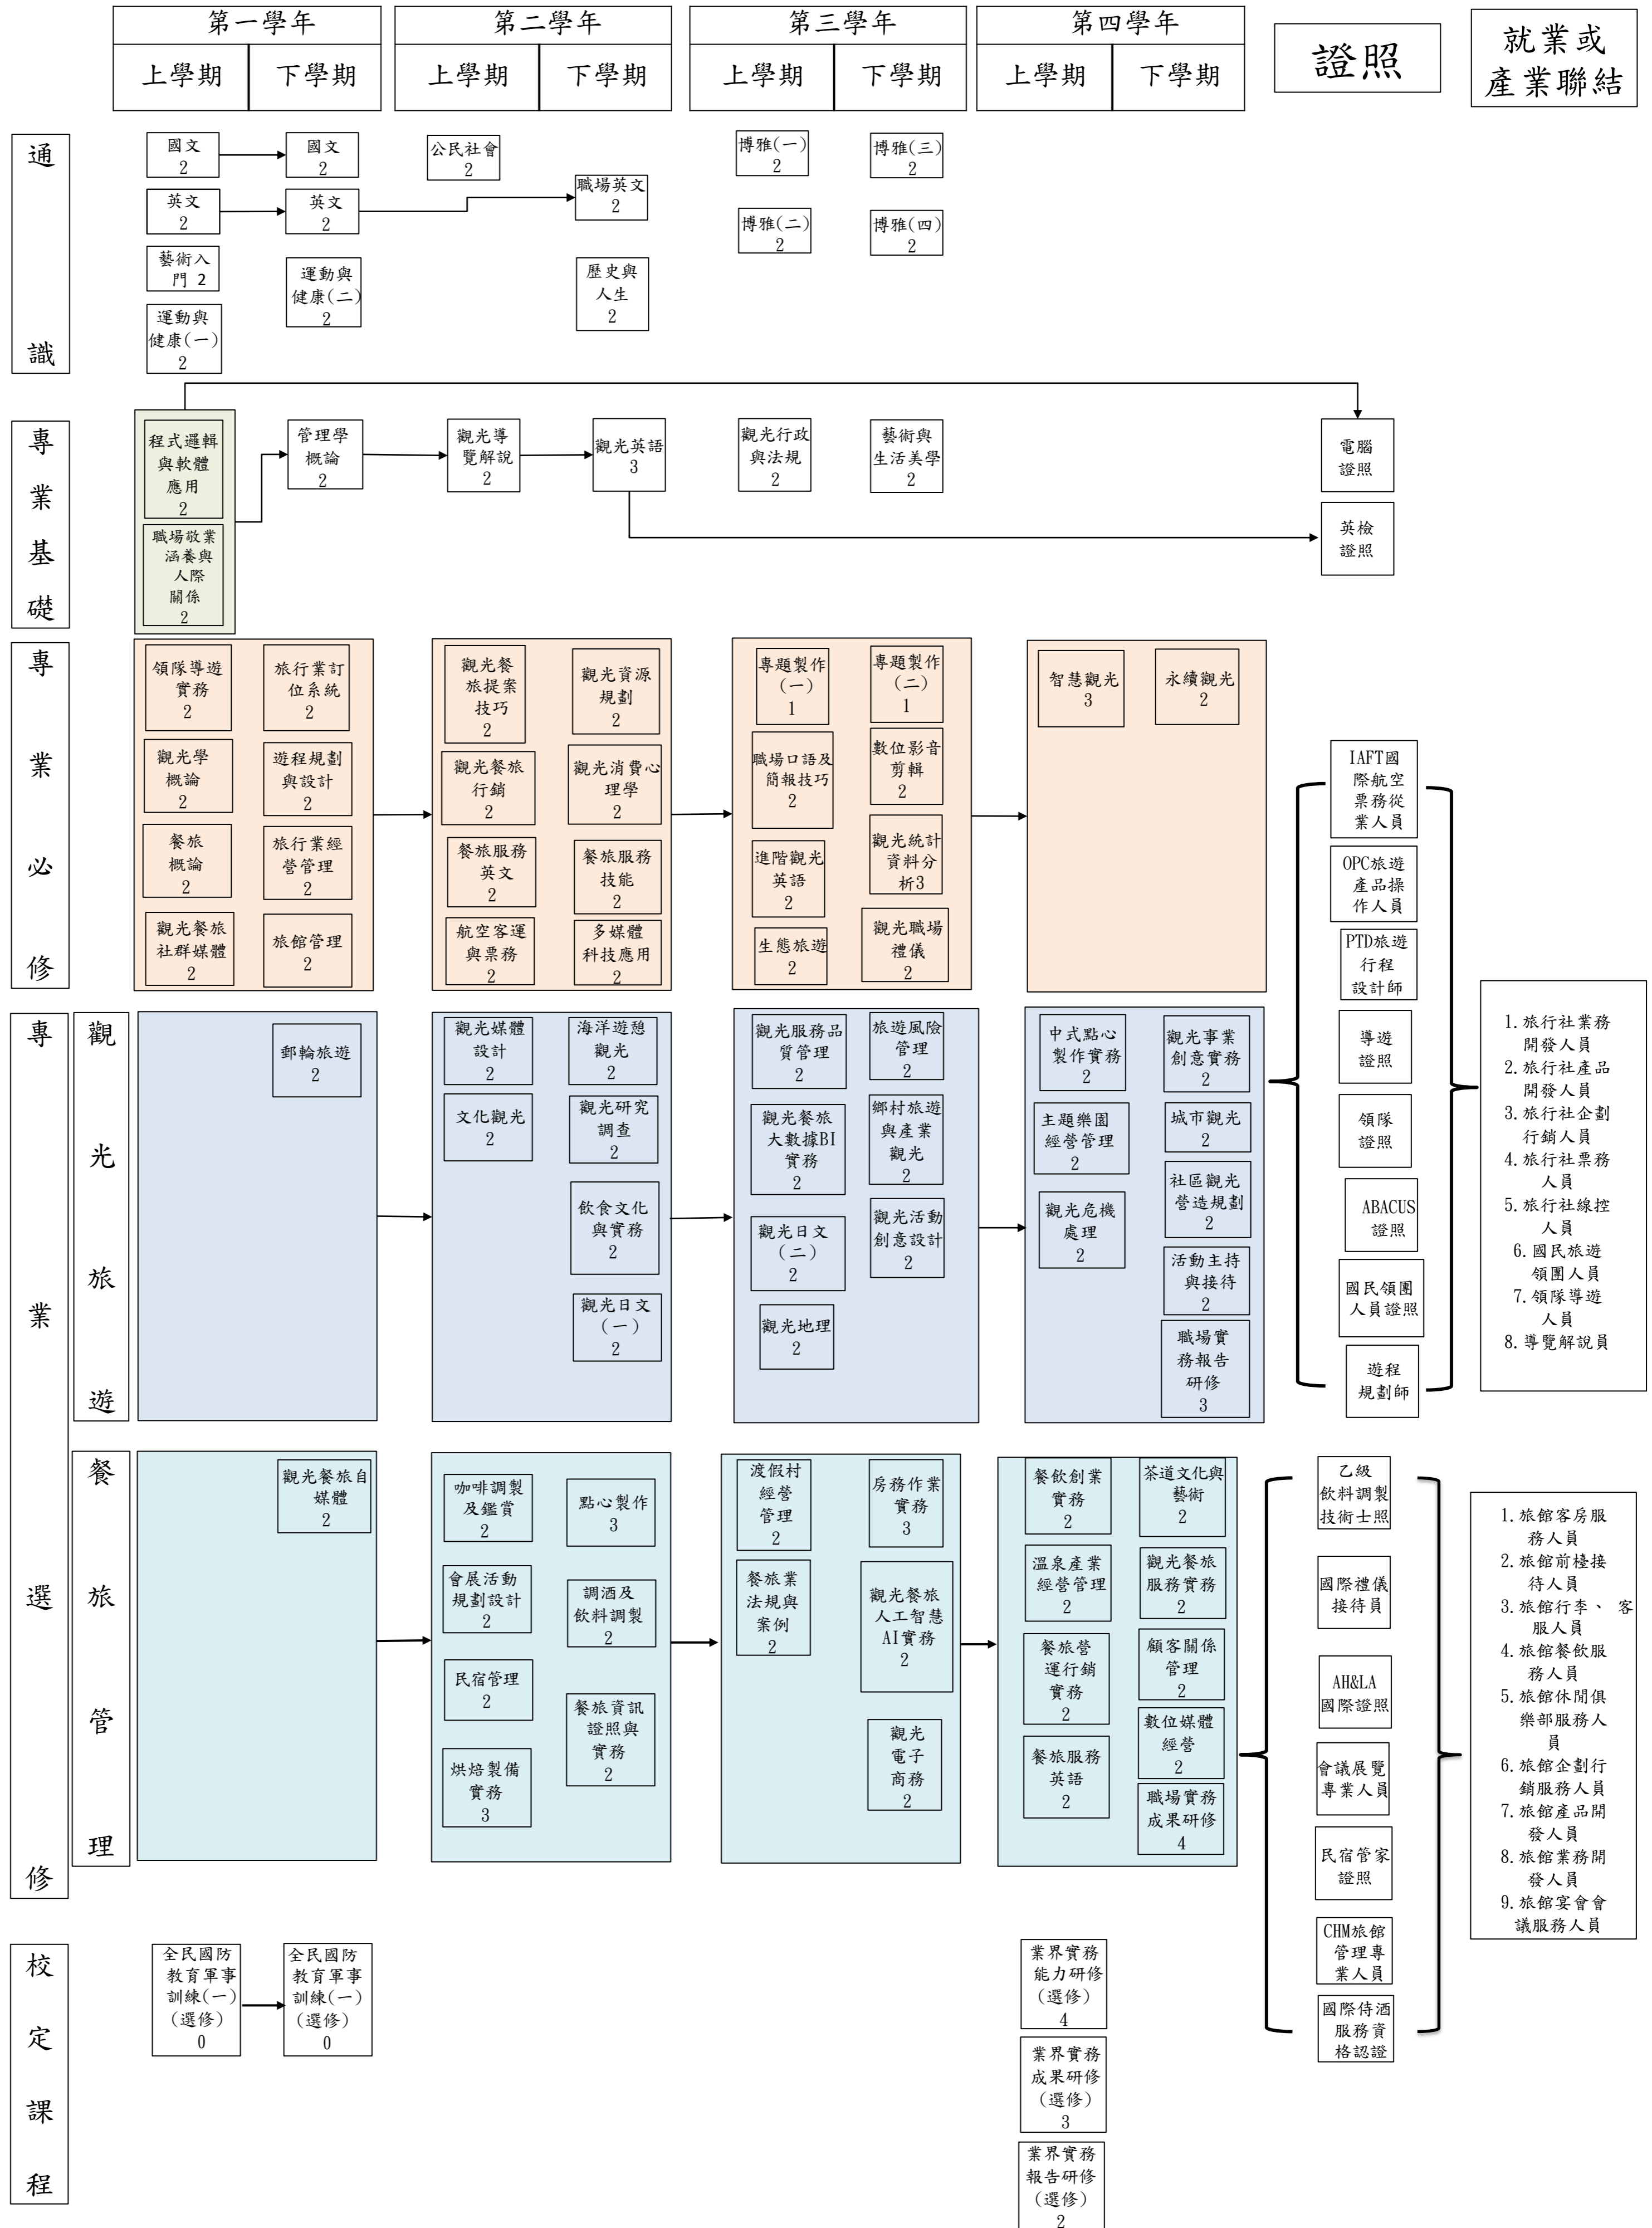 第一學年
第二學年
第三學年
第四學年
證照
就業或
產業聯結
上學期
下學期
上學期
下學期
上學期
下學期
上學期
下學期
通
識
國文
2
國文
2
公民社會
2
博雅(一)
2
博雅(三)
2
英文
2
英文
2
職場英文
2
博雅(二)
2
博雅(四)
2
藝術入
門 2
運動與
健康(二)
2
歷史與
人生
2
運動與
健康(一)
2
專
業
基
礎
程式邏輯
與軟體
應用
2
職場敬業
涵養與
人際
關係
2
管理學
概論
2
觀光導
覽解說
2
觀光英語
3
觀光行政
與法規
2
藝術與
生活美學
2
電腦
證照
英檢
證照
專
業
必
修
領隊導遊
實務
2
旅行業訂
位系統
2
觀光學
概論
2
遊程規劃
與設計
2
餐旅
概論
2
旅行業經
營管理
2
觀光餐旅
社群媒體
2
旅館管理
2
觀光餐
旅提案
技巧
2
觀光資源
規劃
2
觀光餐旅
行銷
2
觀光消費心
理學
2
餐旅服務
英文
2
餐旅服務
技能
2
航空客運
與票務
2
多媒體
科技應用
2
專題製作
(一)
1
專題製作
(二)
1
職場口語及
簡報技巧
2
數位影音
剪輯
2
進階觀光
英語
2
觀光統計
資料分
析3
生態旅遊
2
觀光職場
禮儀
2
智慧觀光
3
永續觀光
2
專
業
選
修
觀
光
旅
遊
郵輪旅遊
2
觀光媒體
設計
2
海洋遊憩
觀光
2
文化觀光
2
觀光研究
調查
2
飲食文化
與實務
2
觀光日文
(一)
2
觀光服務品
質管理
2
旅遊風險
管理
2
觀光餐旅
大數據BI
實務
2
鄉村旅遊
與產業
觀光
2
觀光日文
(二)
2
觀光活動
創意設計
2
觀光地理
2
中式點心
製作實務
2
觀光事業
創意實務
2
主題樂園
經營管理
2
城市觀光
2
社區觀光
營造規劃
2
觀光危機
處理
2
活動主持
與接待
2
職場實
務報告
研修
3
IAFT國
際航空
票務從
業人員
OPC旅遊
產品操
作人員
PTD旅遊
行程
設計師
導遊
證照
領隊
證照
ABACUS
證照
國民領團
人員證照
遊程
規劃師
1.旅行社業務
開發人員
2.旅行社產品
開發人員
3.旅行社企劃
行銷人員
4.旅行社票務
人員
5.旅行社線控
人員
6.國民旅遊
領團人員
7.領隊導遊
人員
8.導覽解說員
餐
旅
管
理
觀光餐旅自
媒體
2
咖啡調製
及鑑賞
2
點心製作
3
會展活動
規劃設計
2
調酒及
飲料調製
2
民宿管理
2
餐旅資訊
證照與
實務
2
烘焙製備
實務
3
渡假村
經營
管理
2
房務作業
實務
3
餐旅業
法規與
案例
2
觀光餐旅
人工智慧
AI實務
2
觀光
電子
商務
2
餐飲創業
實務
2
茶道文化與
藝術
2
溫泉產業
經營管理
2
觀光餐旅
服務實務
2
餐旅營
運行銷
實務
2
顧客關係
管理
2
數位媒體
經營
2
餐旅服務
英語
2
職場實務
成果研修
4
乙級
飲料調製
技術士照
國際禮儀
接待員
AH&LA
國際證照
會議展覽
專業人員
民宿管家
證照
CHM旅館
管理專
業人員
國際侍酒
服務資
格認證
1.旅館客房服
務人員
2.旅館前檯接
待人員
3.旅館行李、 客
服人員
4.旅館餐飲服
務人員
5.旅館休閒俱
樂部服務人
員
6.旅館企劃行
銷服務人員
7.旅館產品開
發人員
8.旅館業務開
發人員
9.旅館宴會會
議服務人員
校
定
課
程
全民國防
教育軍事
訓練(一)
(選修)
0
全民國防
教育軍事
訓練(一)
(選修)
0
業界實務
能力研修
(選修)
4
業界實務
成果研修
(選修)
3
業界實務
報告研修
(選修)
2